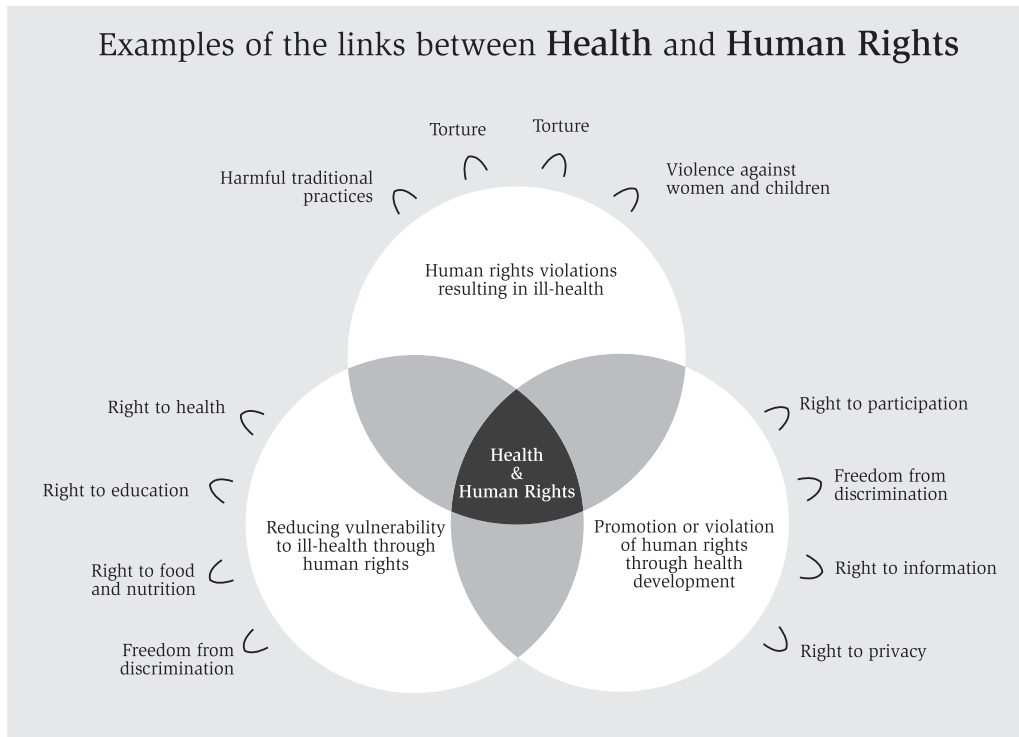 Examples of the links between Health and Human Rights
Torture
Torture
Harmful traditional
practices
Violence against
women and children
Human rights violations
resulting in ill-health
Right to health
Right to education
Right to food
and nutrition
Freedom from
discrimination
Reducing vulnerability
to ill-health through
human rights
Health
&
Human Rights
Promotion or violation
of human rights
through health
development
Right to participation
Freedom from
discrimination
Right to information
Right to privacy